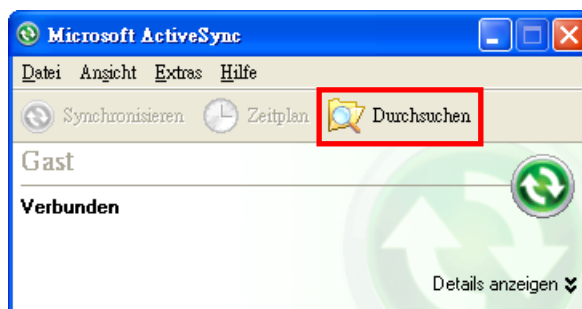 Microsoft ActiveSync
Datei Ansicht Extras Hilfe
Synchronisieren Zeitplan Durchsuchen
Gast
Verbunden
Details anzeigen